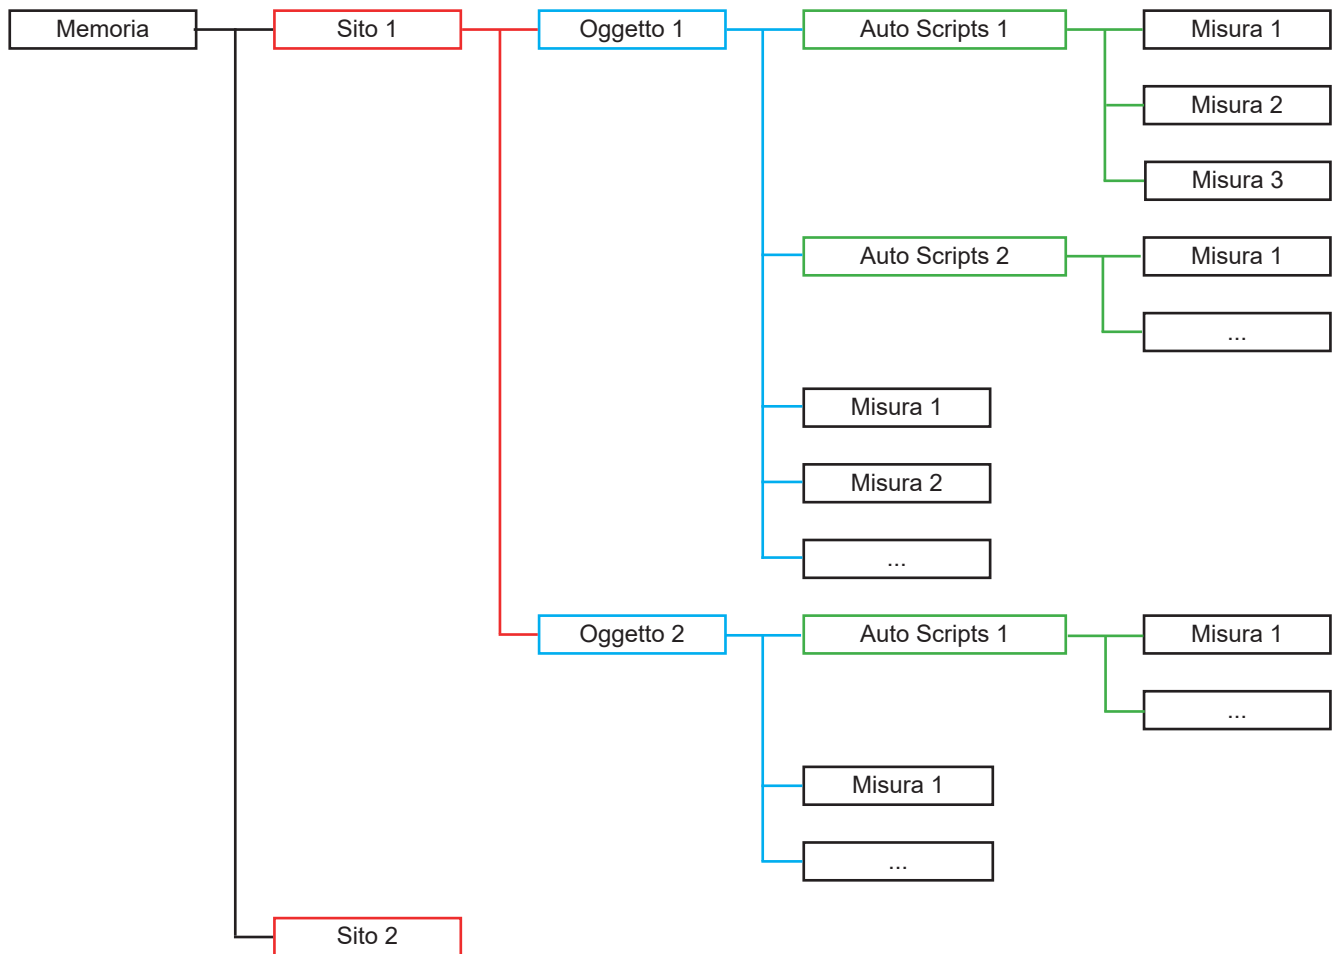 Memoria
Sito 1
Oggetto 1
Auto Scripts 1
Misura 1
Misura 2
Misura 3
Auto Scripts 2
Misura 1
...
Misura 1
Misura 2
...
Oggetto 2
Auto Scripts 1
Misura 1
...
Misura 1
...
Sito 2